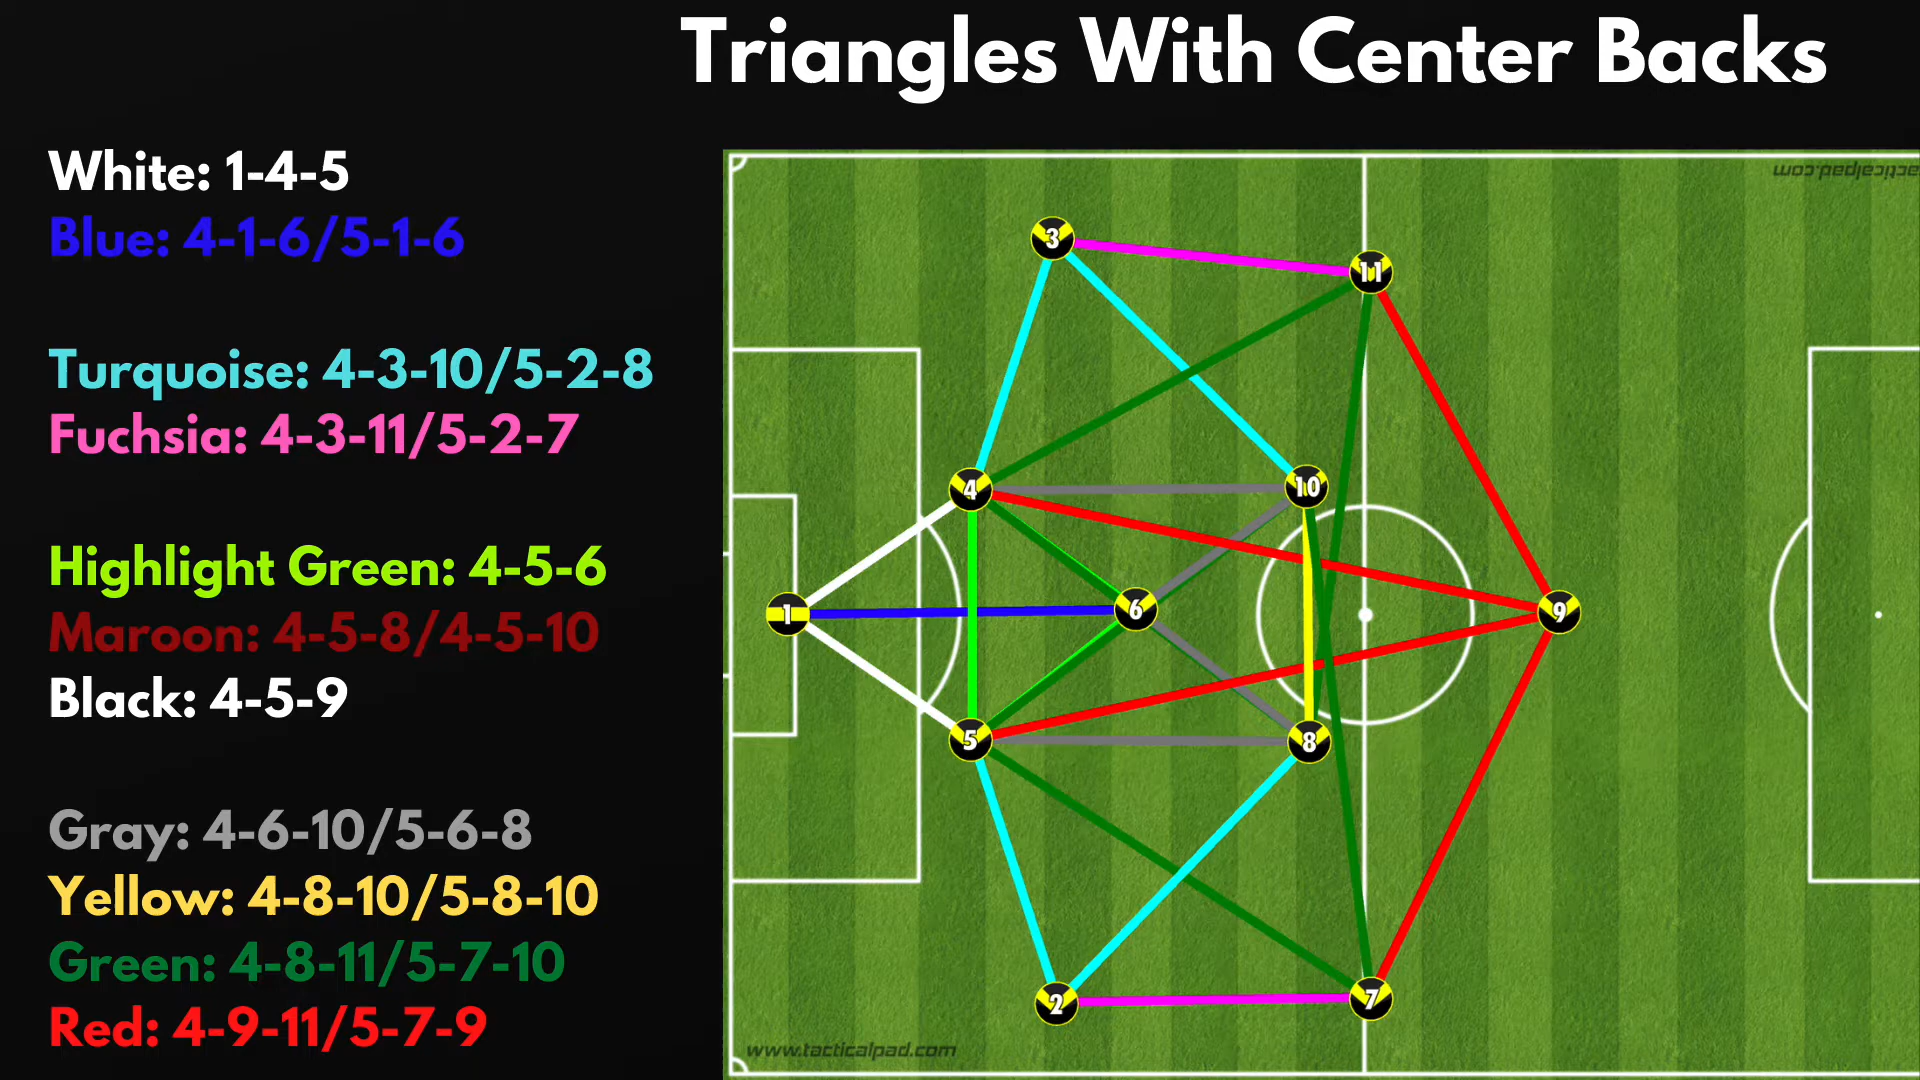 Triangles With Center Backs
White: 1-4-5
Blue: 4-1-6/5-1-6
Turquoise: 4-3-10/5-2-8
Fuchsia: 4-3-11/5-2-7
Highlight Green: 4-5-6
Maroon: 4-5-8/4-5-10
Black: 4-5-9
Gray: 4-6-10/5-6-8
Yellow: 4-8-10/5-8-10
Green: 4-8-11/5-7-10
Red: 4-9-11/5-7-9
tacticalpad.com
3
11
4
10
1
6
9
5
8
2
7
www.tacticalpad.com